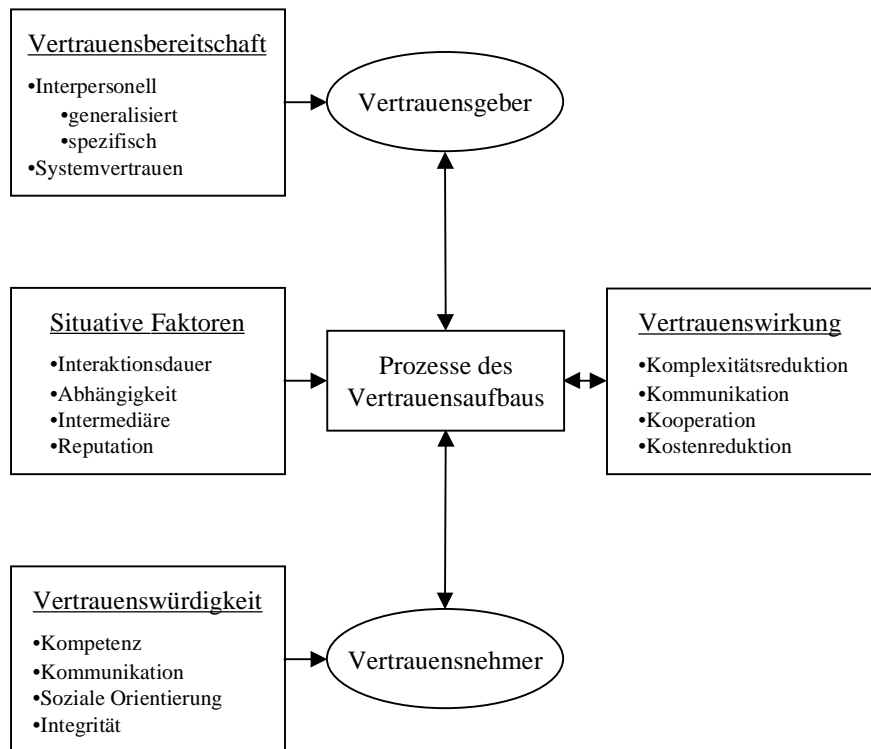 Vertrauensbereitschaft
•Interpersonell
•generalisiert
•spezifisch
•Systemvertrauen
Vertrauensgeber
Situative Faktoren
•Interaktionsdauer
•Abhängigkeit
•Intermediäre
•Reputation
Prozesse des
Vertrauensaufbaus
Vertrauenswirkung
•Komplexitätsreduktion
•Kommunikation
•Kooperation
•Kostenreduktion
Vertrauenswürdigkeit
•Kompetenz
•Kommunikation
•Soziale Orientierung
•Integrität
Vertrauensnehmer